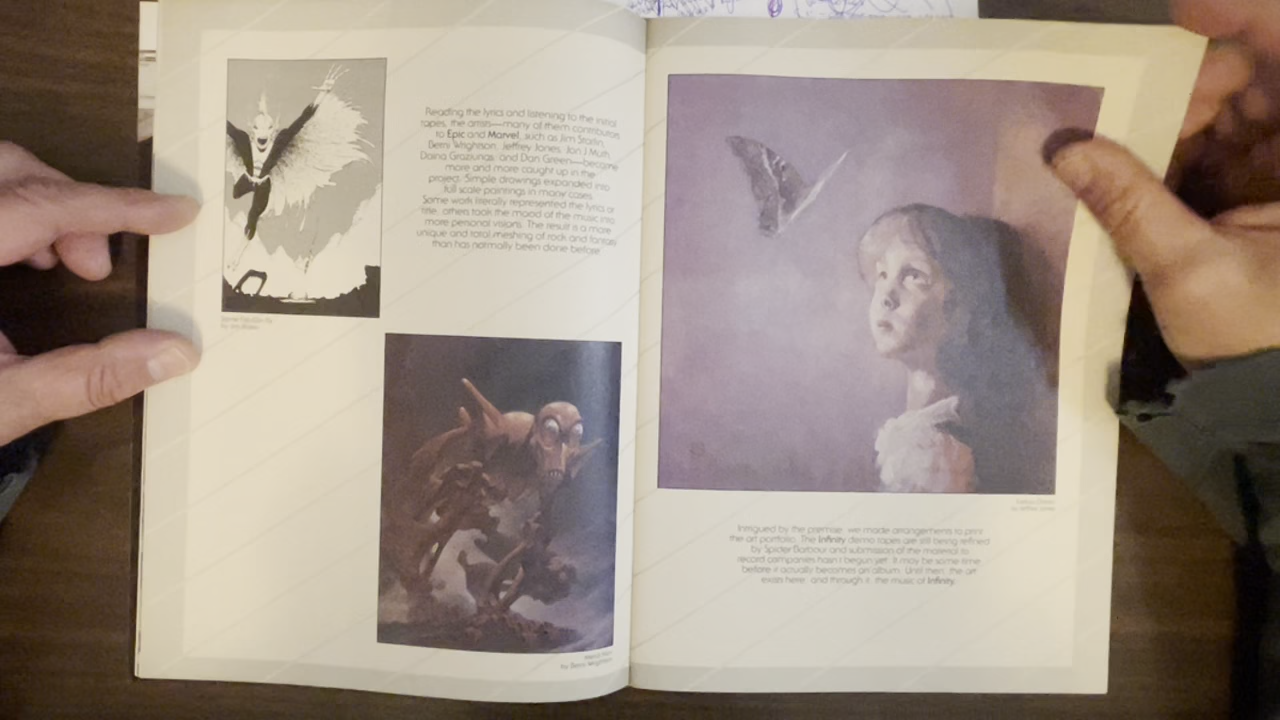 Reading the lyrics and listening to the initial
tapes, the artists—many of them contributors
to Epic and Marvel, such as Jim Starlin,
Berni Wrightson, Jeffrey Jones, Jon J Muth,
Daina Graziunas, and Dan Green—became
more and more caught up in the
project. Simple drawings expanded into
full scale paintings in many cases.
Some work literally represented the lyrics or
title, others took the mood of the music into
more personal visions. The result is a more
unique and total meshing of rock and fantasy
than has normally been done before.
by Berni Wrightson
by Jeffrey Jones
Intrigued by the premise, we made arrangements to print
the art portfolio. The Infinity demo tapes are still being refined
by Spider Barbour and submission of the material to
record companies hasn't begun yet. It may be some time
before it actually becomes an album. Until then, the art
exists here, and through it, the music of Infinity.